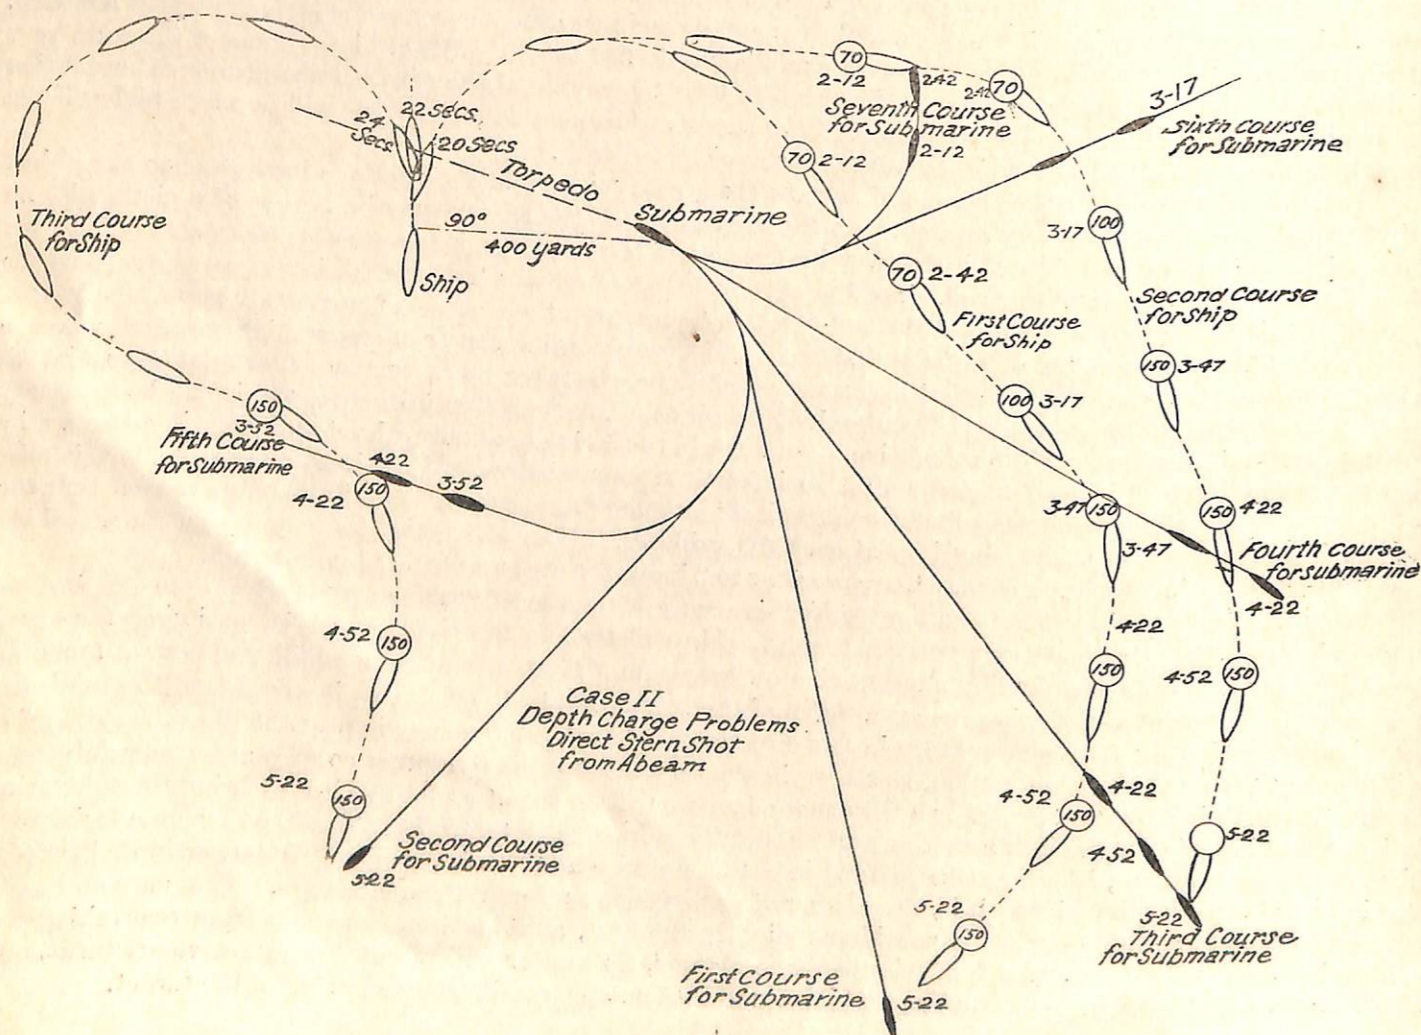 70
2-12
2-42
2-42
70
3-17
Seventh Course
for Submarine
2-12
Sixth Course
for Submarine
22 Secs.
24
Secs.
20 Secs
Torpedo
70
2-12
Third Course
for Ship
90°
400 yards
Submarine
Ship
3-17
100
70
2-42
Second Course
for Ship
First Course
for Ship
150
3-47
100
3-17
150
3-52
Fifth Course
for Submarine
422
150
4-22
3-52
3-47
150
3-47
150
422
Fourth Course
for Submarine
4-22
4-52
150
4-22
150
4-52
150
Case II
Depth Charge Problems
Direct Stern Shot
from Abeam
5-22
150
4-22
4-52
150
4-52
5-22
Second Course
for Submarine
5-22
5-22
150
5-22
Third Course
for Submarine
First Course
for Submarine
5-22